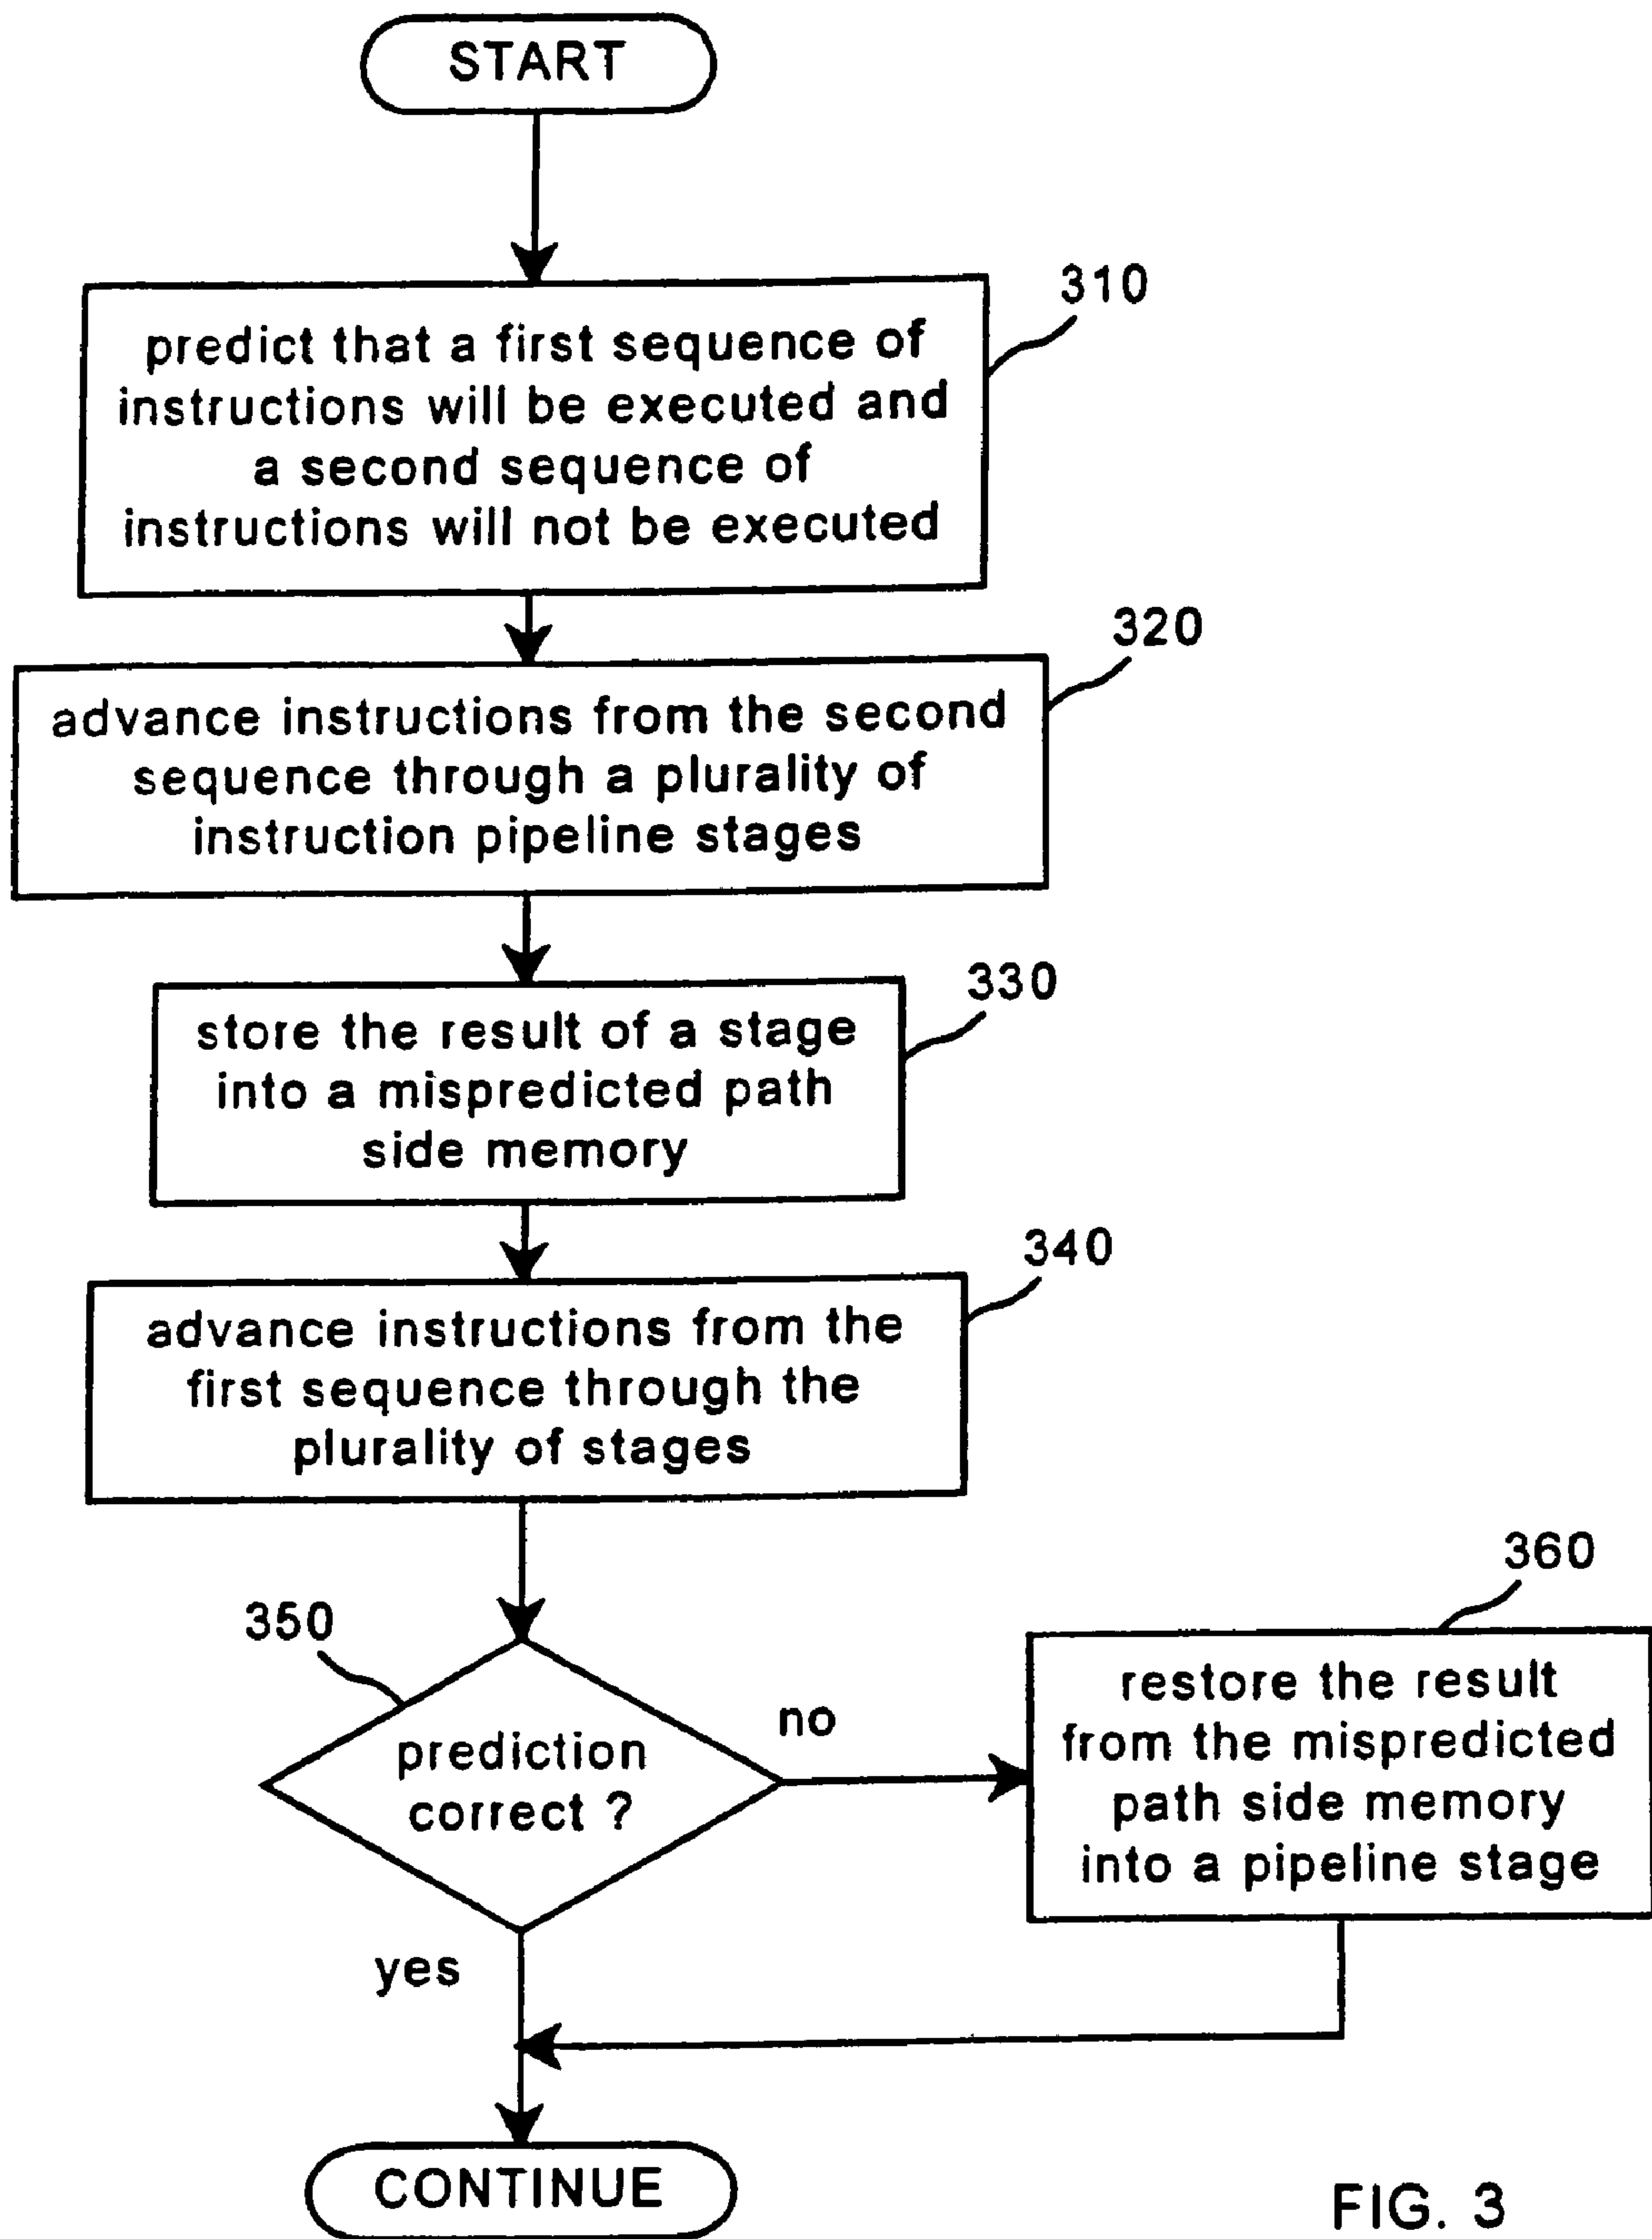 START
310
predict that a first sequence of
instructions will be executed and
a second sequence of
instructions will not be executed
320
advance instructions from the second
sequence through a plurality of
instruction pipeline stages
330
store the result of a stage
into a mispredicted path
side memory
340
advance instructions from the
first sequence through the
plurality of stages
350
prediction
correct ?
no
360
restore the result
from the mispredicted
path side memory
into a pipeline stage
yes
CONTINUE
FIG. 3